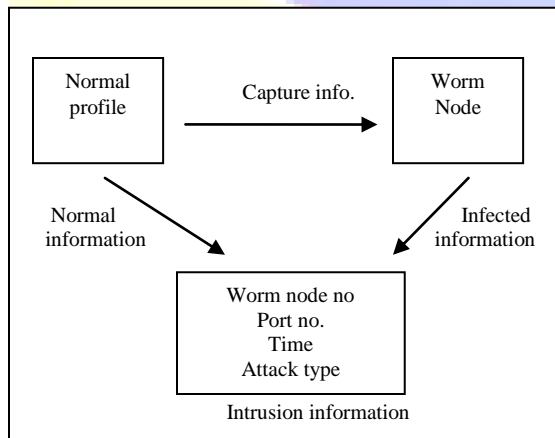 Normal
profile
Capture info.
Worm
Node
Normal
information
Infected
information
Worm node no
Port no.
Time
Attack type
Intrusion information